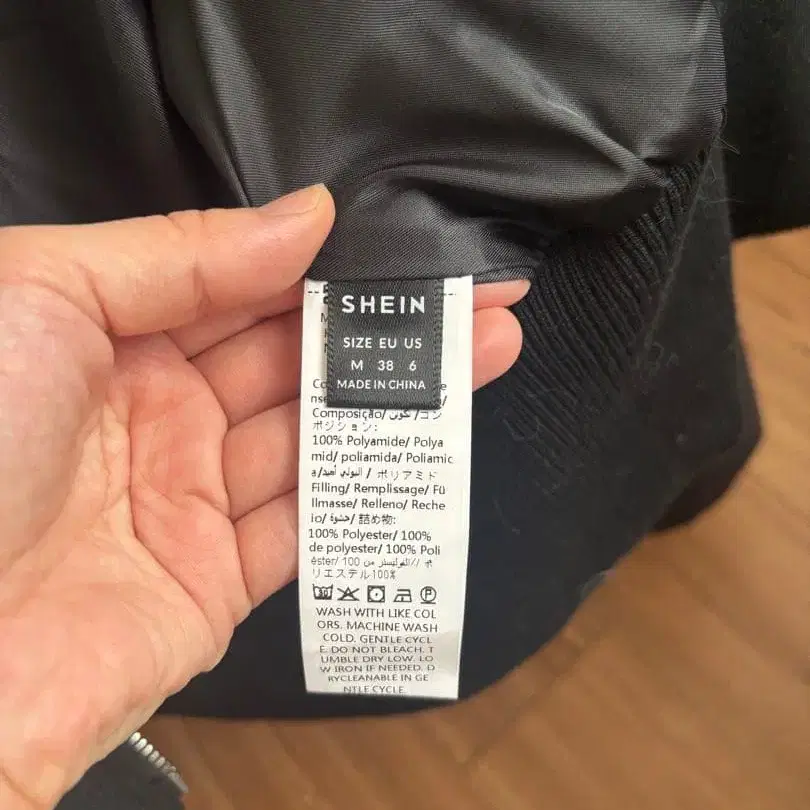 SHEIN
SIZE EU US
M 38 6
MADE IN CHINA
Composição/ تكوين /コン
ポジション:
100% Polyamide/ Polya
mid/ poliamida/ Poliamic
a/ البولي أميد/ ポリアミド
Filling/ Remplissage/ Fü
llmasse/ Relleno/ Rche
io/ حشوة/ 詰め物:
100% Polyester/ 100%
de polyester/ 100% Poli
éster/ 100 من البوليستر// ポ
リエステル100%
WASH WITH LIKE COL
ORS. MACHINE WASH
COLD. GENTLE CYCL
E. DO NOT BLEACH. T
UMBLE DRY LOW. LO
W IRON IF NEEDED. D
RYCLEANABLE IN GE
NTLE CYCLE